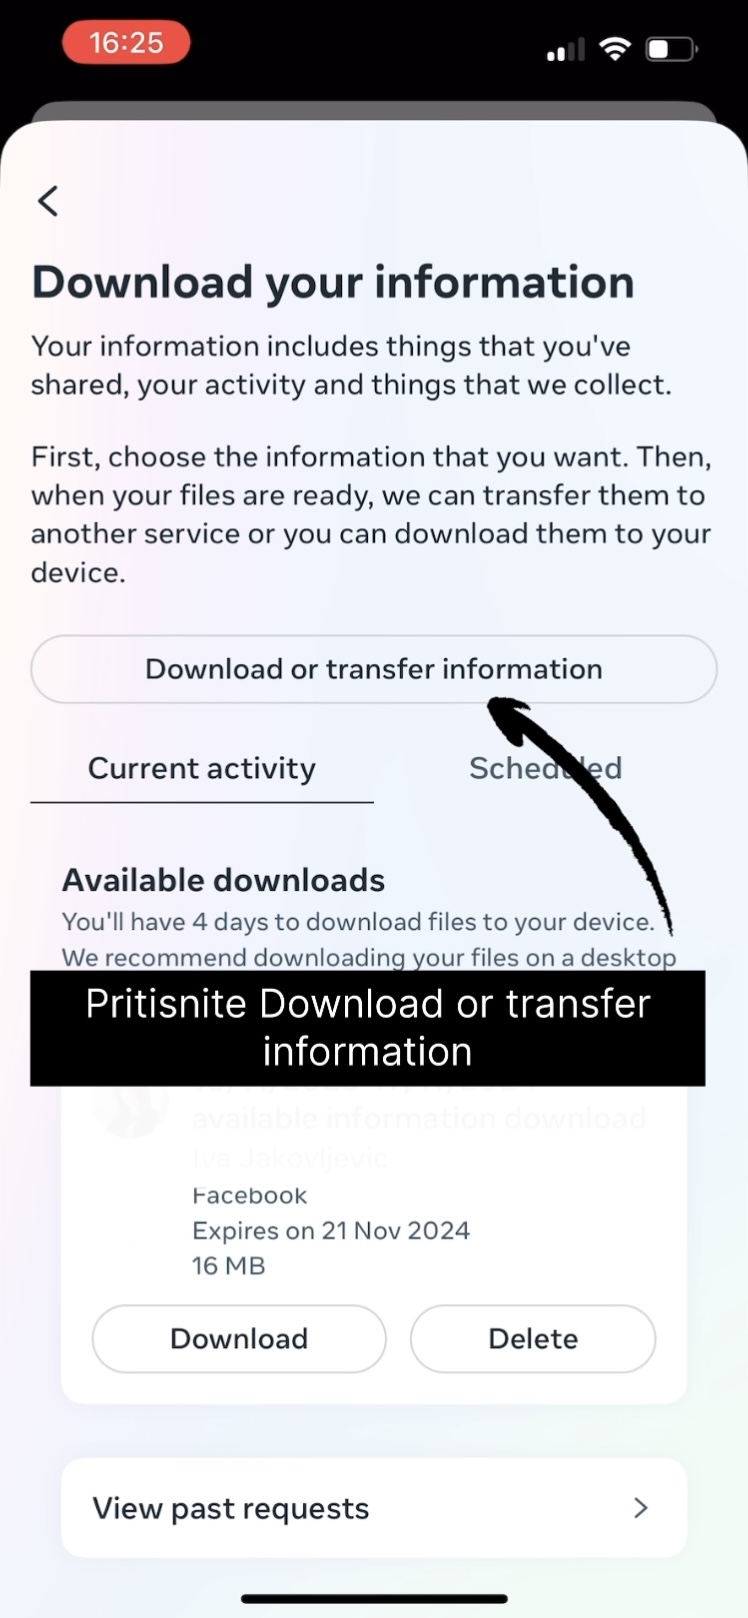 16:25
Download your information
Your information includes things that you've
shared, your activity and things that we collect.
First, choose the information that you want. Then,
when your files are ready, we can transfer them to
another service or you can download them to your
device.
Download or transfer information
Current activity
Scheduled
Available downloads
You'll have 4 days to download files to your device.
We recommend downloading your files on a desktop
Pritisnite Download or transfer
information
available information download
Iva Jakovljevic
Facebook
Expires on 21 Nov 2024
16 MB
Download
Delete
View past requests